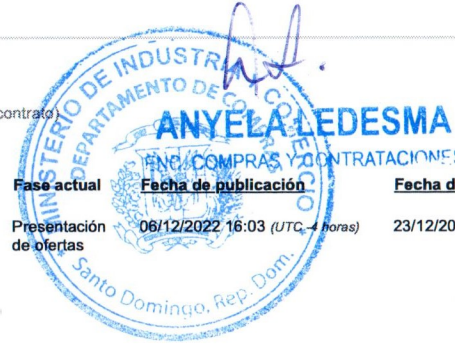 contrato)
MINISTERIO DE INDUSTRIA COMERCIO
DEPARTAMENTO DE COMPRAS
Santo Domingo, Rep. Dom.
ANYELA LEDESMA
ENC. COMPRAS Y CONTRATACIONES
Fase actual Fecha de publicación Fecha d
Presentación 06/12/2022 16:03 (UTC -4 horas) 23/12/20
de ofertas